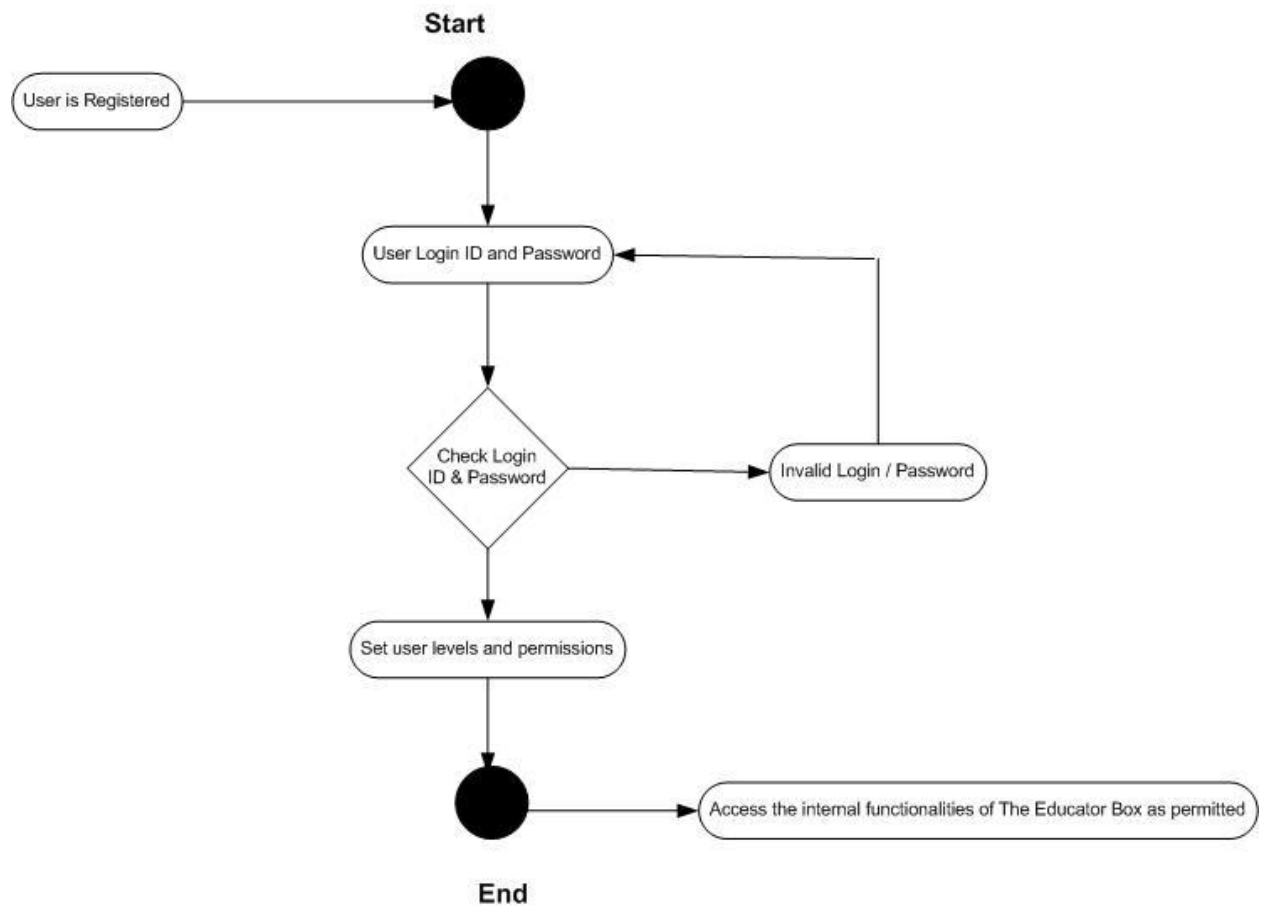 Start
User is Registered
User Login ID and Password
Check Login
ID & Password
Invalid Login / Password
Set user levels and permissions
Access the internal functionalities of The Educator Box as permitted
End